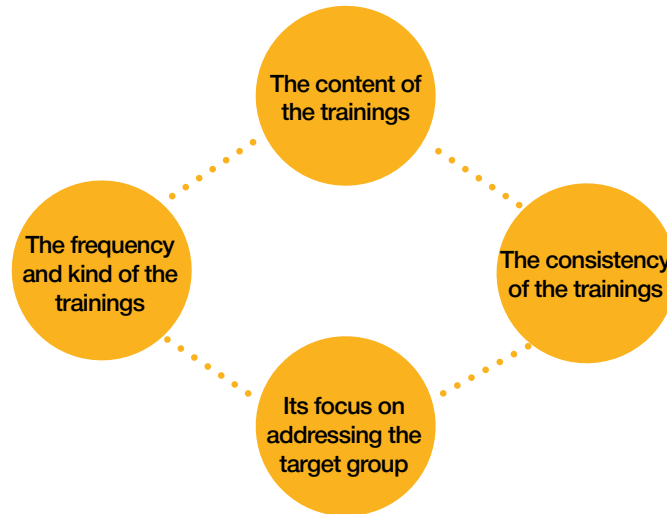 The content of
the trainings
The frequency
and kind of the
trainings
The consistency
of the trainings
Its focus on
addressing the
target group